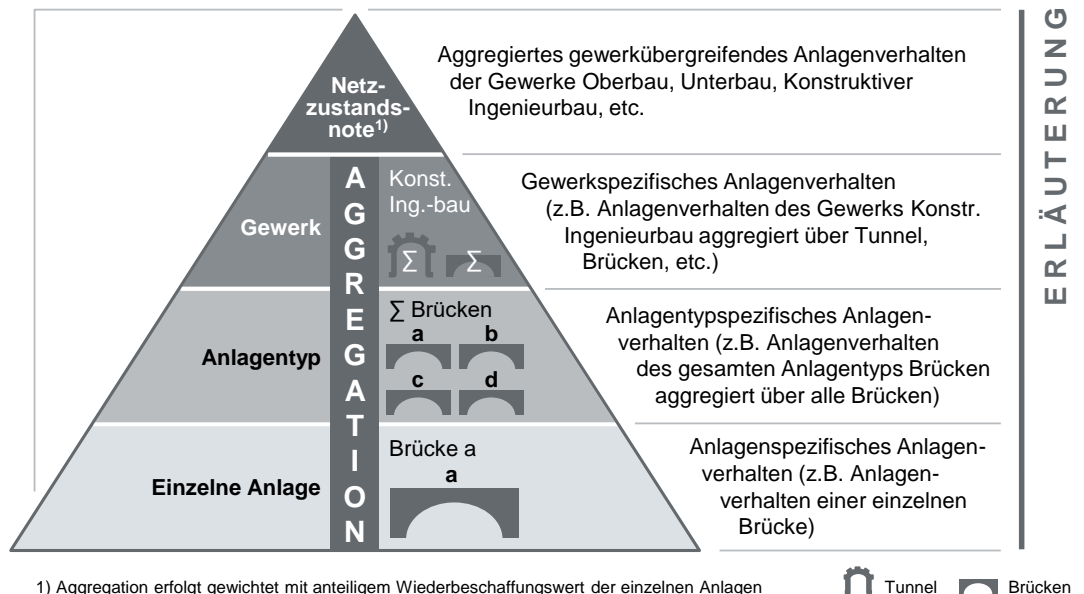 Netz-
zustands-
note1)
Aggregiertes gewerkübergreifendes Anlagenverhalten
der Gewerke Oberbau, Unterbau, Konstruktiver
Ingenieurbau, etc.
Gewerk
Konst.
Ing.-bau
Σ Σ
Gewerkspezifisches Anlagenverhalten
(z.B. Anlagenverhalten des Gewerks Konstr.
Ingenieurbau aggregiert über Tunnel,
Brücken, etc.)
Anlagentyp
Σ Brücken
a b
c d
Anlagentypspezifisches Anlagen-
verhalten (z.B. Anlagenverhalten
des gesamten Anlagentyps Brücken
aggregiert über alle Brücken)
Einzelne Anlage
Brücke a
a
Anlagenspezifisches Anlagen-
verhalten (z.B. Anlagen-
verhalten einer einzelnen
Brücke)
AGGREGATION
ERLÄUTERUNG
1) Aggregation erfolgt gewichtet mit anteiligem Wiederbeschaffungswert der einzelnen Anlagen
Tunnel Brücken